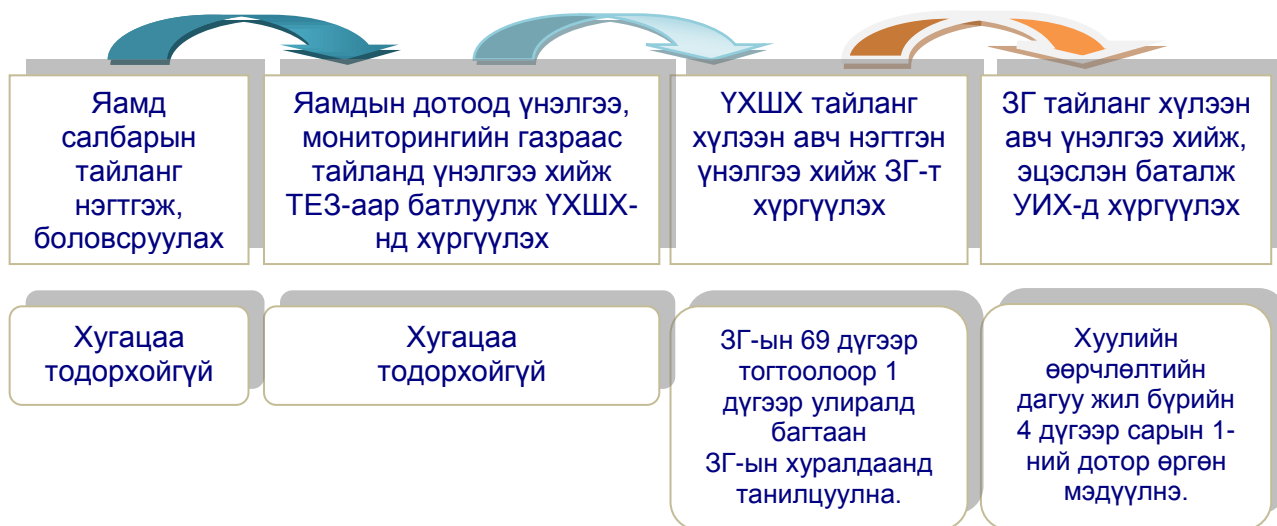 Яамд
салбарын
тайланг
нэгтгэж,
боловсруулах
Яамдын дотоод үнэлгээ,
мониторингийн газраас
тайланд үнэлгээ хийж
ТЕЗ-аар батлуулж ҮХШХ-
нд хүргүүлэх
ҮХШХ тайланг
хүлээн авч нэгтгэн
үнэлгээ хийж ЗГ-т
хүргүүлэх
ЗГ тайланг хүлээн
авч үнэлгээ хийж,
эцэслэн баталж
УИХ-д хүргүүлэх
Хугацаа
тодорхойгүй
Хугацаа
тодорхойгүй
ЗГ-ын 69 дүгээр
тогтоолоор 1
дүгээр улиралд
багтаан
ЗГ-ын хуралдаанд
танилцуулна.
Хуулийн
өөрчлөлтийн
дагуу жил бүрийн
4 дүгээр сарын 1-
ний дотор өргөн
мэдүүлнэ.